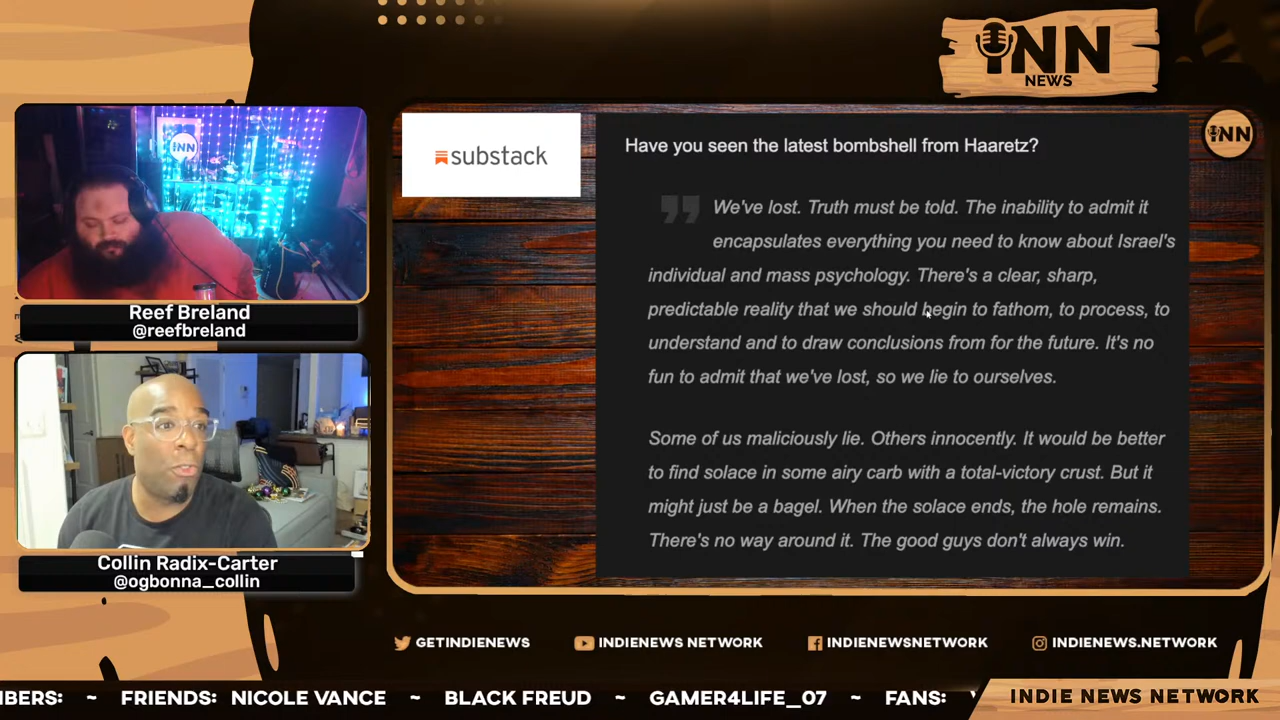 INN
NEWS
INN
substack
Have you seen the latest bombshell from Haaretz?
We've lost. Truth must be told. The inability to admit it
encapsulates everything you need to know about Israel's
individual and mass psychology. There's a clear, sharp,
predictable reality that we should begin to fathom, to process, to
understand and to draw conclusions from for the future. It's no
fun to admit that we've lost, so we lie to ourselves.
Some of us maliciously lie. Others innocently. It would be better
to find solace in some airy carb with a total-victory crust. But it
might just be a bagel. When the solace ends, the hole remains.
There's no way around it. The good guys don't always win.
INN
Reef Breland
@reefbreland
Collin Radix-Carter
@ogbonna_collin
GETINDIENEWS
INDIENEWS NETWORK
INDIENEWSNETWORK
INDIENEWS.NETWORK
MBERS: ~ FRIENDS: NICOLE VANCE ~ BLACK FREUD ~ GAMER4LIFE_07 ~ FANS:
INDIE NEWS NETWORK